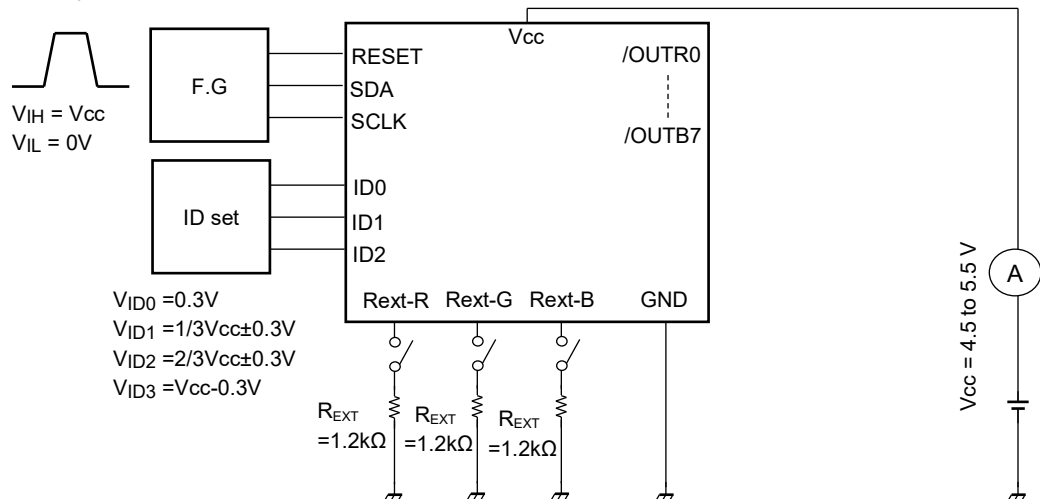 Vcc
RESET
SDA
SCLK
ID0
ID1
ID2
/OUTR0
/OUTB7
Rext-R Rext-G Rext-B GND
F.G
VIH = Vcc
VIL = 0V
ID set
VID0 =0.3V
VID1 =1/3Vcc±0.3V
VID2 =2/3Vcc±0.3V
VID3 =Vcc-0.3V
REXT
=1.2kΩ
REXT
=1.2kΩ
REXT
=1.2kΩ
A
Vcc = 4.5 to 5.5 V